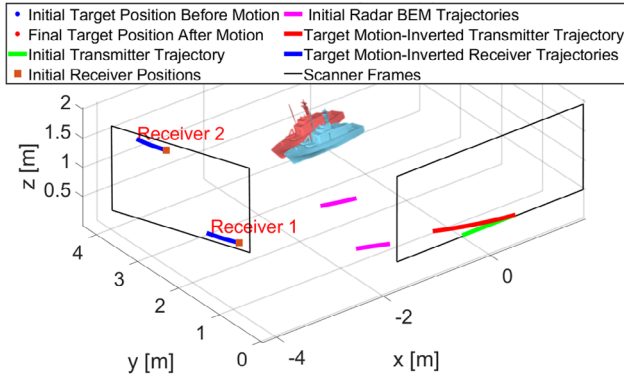 Initial Target Position Before Motion
Final Target Position After Motion
Initial Transmitter Trajectory
Initial Receiver Positions
Initial Radar BEM Trajectories
Target Motion-Inverted Transmitter Trajectory
Target Motion-Inverted Receiver Trajectories
Scanner Frames
2
1.5
1
0.5
z [m]
Receiver 2
Receiver 1
4
3
2
1
0
y [m]
-4
-2
0
x [m]